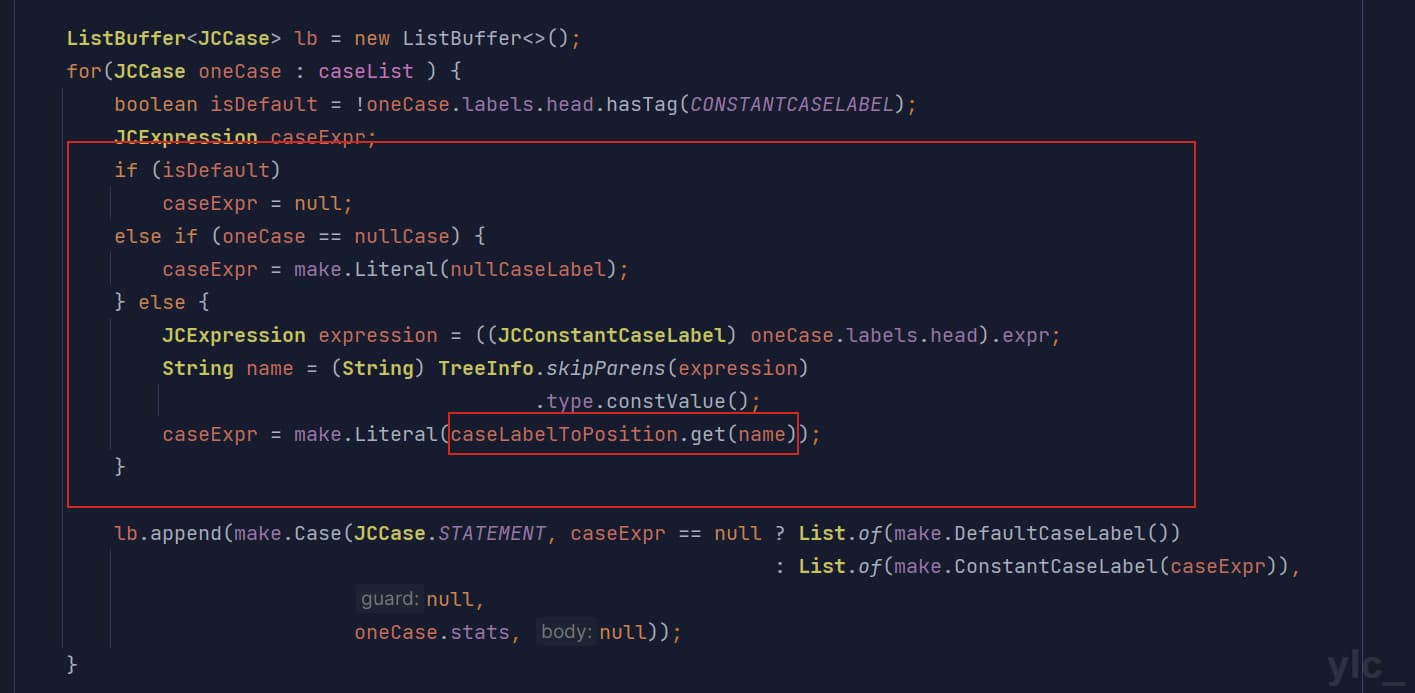 ListBuffer<JCCase> lb = new ListBuffer<>();
for(JCCase oneCase : caseList ) {
    boolean isDefault = !oneCase.labels.head.hasTag(CONSTANTCASELABEL);
    JCExpression caseExpr;
    if (isDefault)
        caseExpr = null;
    else if (oneCase == nullCase) {
        caseExpr = make.Literal(nullCaseLabel);
    } else {
        JCExpression expression = ((JCConstantCaseLabel) oneCase.labels.head).expr;
        String name = (String) TreeInfo.skipParens(expression)
                                       .type.constValue();
        caseExpr = make.Literal(caseLabelToPosition.get(name));
    }
    lb.append(make.Case(JCCase.STATEMENT, caseExpr == null ? List.of(make.DefaultCaseLabel())
                                                           : List.of(make.ConstantCaseLabel(caseExpr)),
                        guard: null,
                        oneCase.stats, body: null));
}
ylc_